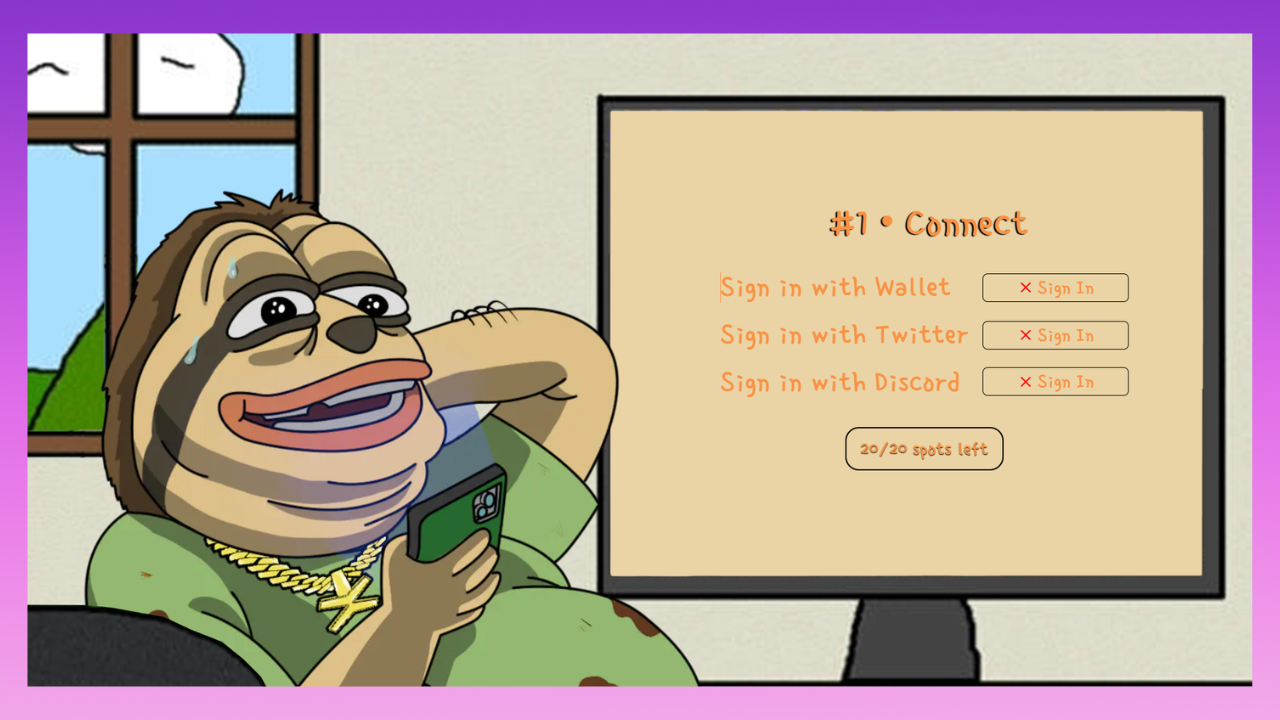 #1 • Connect
Sign in with Wallet × Sign In
Sign in with Twitter × Sign In
Sign in with Discord × Sign In
20/20 spots left